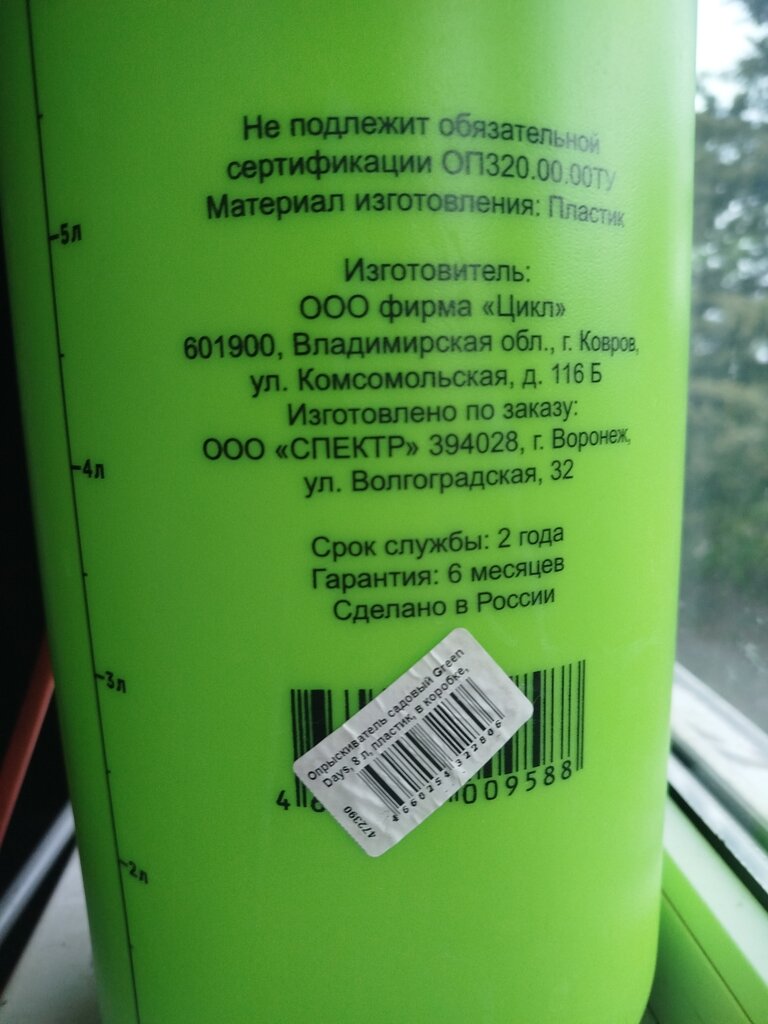 Не подлежит обязательной
сертификации ОП320.00.00ТУ
Материал изготовления: Пластик
5л
Изготовитель:
ООО фирма «Цикл»
601900, Владимирская обл., г. Ковров,
ул. Комсомольская, д. 116 Б
Изготовлено по заказу:
ООО «СПЕКТР» 394028, г. Воронеж,
ул. Волгоградская, 32
4л
Срок службы: 2 года
Гарантия: 6 месяцев
Сделано в России
3л
Опрыскиватель садовый Green
Days, 8 л, пластик, в коробке,
4660254322806
472390
4 009588
2л